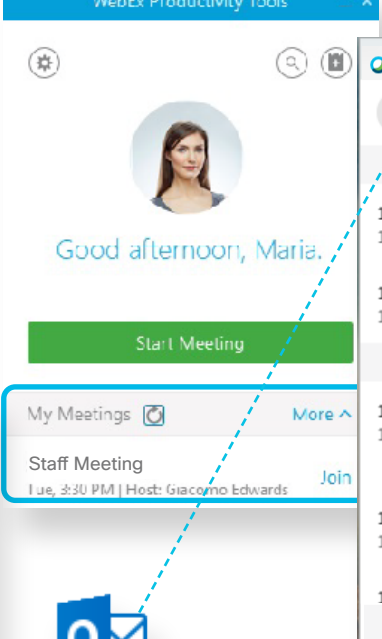 WebEx Productivity Tools
Good afternoon, Maria.
Start Meeting
My Meetings
More
Staff Meeting
Join
Tue, 3:30 PM | Host: Giacomo Edwards